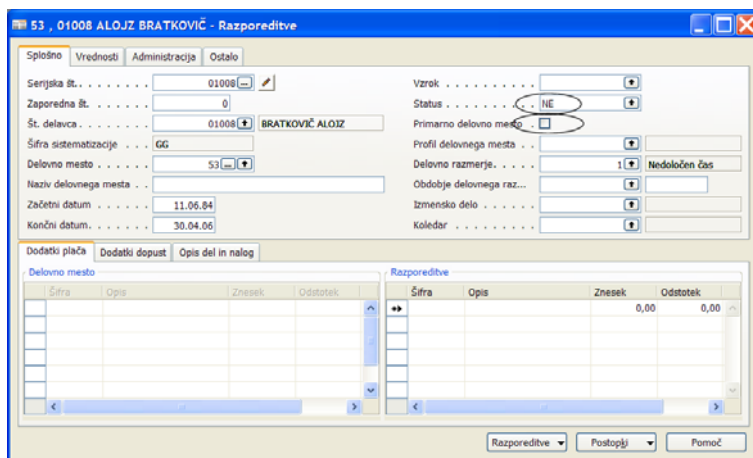 53 , 01008 ALOJZ BRATKOVIČ - Razporeditve
Splošno Vrednosti Administracija Ostalo
Serijska št. . . . . . . . . 01008
Zaporedna št. . . . . . . . 0
Št. delavca. . . . . . . . . 01008 BRATKOVIČ ALOJZ
Šifra sistematizacije . . . GG
Delovno mesto . . . . . . 53
Naziv delovnega mesta . .
Začetni datum . . . . . . 11.06.84
Končni datum. . . . . . . 30.04.06
Vzrok . . . . . . . . . .
Status . . . . . . . . . . NE
Primarno delovno mesto .
Profil delovnega mesta . .
Delovno razmerje. . . . . 1 Nedoločen čas
Obdobje delovnega raz...
Izmensko delo . . . . . .
Koledar . . . . . . . . .
Dodatki plača Dodatki dopust Opis del in nalog
Delovno mesto
Šifra Opis Znesek Odstotek
Razporeditve
Šifra Opis Znesek Odstotek
0,00 0,00
Razporeditve Postopki Pomoč